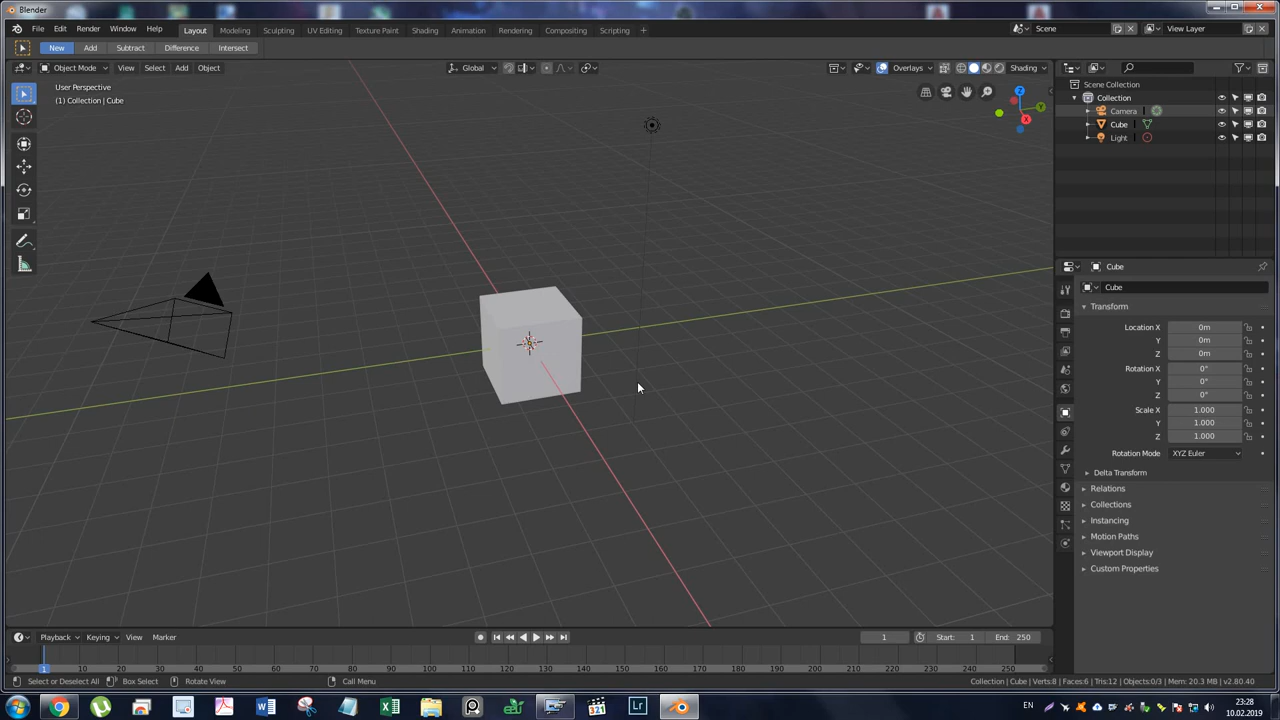 Blender
File Edit Render Window Help Layout Modeling Sculpting UV Editing Texture Paint Shading Animation Rendering Compositing Scripting + Scene View Layer
New Add Subtract Difference Intersect
Object Mode View Select Add Object Global Overlays Shading
User Perspective
(1) Collection | Cube
Z
Y
X
Scene Collection
Collection
Camera
Cube
Light
Cube
Cube
Transform
Location X 0m
Y 0m
Z 0m
Rotation X 0°
Y 0°
Z 0°
Scale X 1.000
Y 1.000
Z 1.000
Rotation Mode XYZ Euler
Delta Transform
Relations
Collections
Instancing
Motion Paths
Viewport Display
Custom Properties
Playback Keying View Marker 1 Start: 1 End: 250
1 10 20 30 40 50 60 70 80 90 100 110 120 130 140 150 160 170 180 190 200 210 220 230 240 250
Select or Deselect All Box Select Rotate View Call Menu Collection | Cube | Verts:8 | Faces:6 | Tris:12 | Objects:0/3 | Mem: 20.3 MB | v2.80.40
321 Lr EN 23:28
10.02.2019